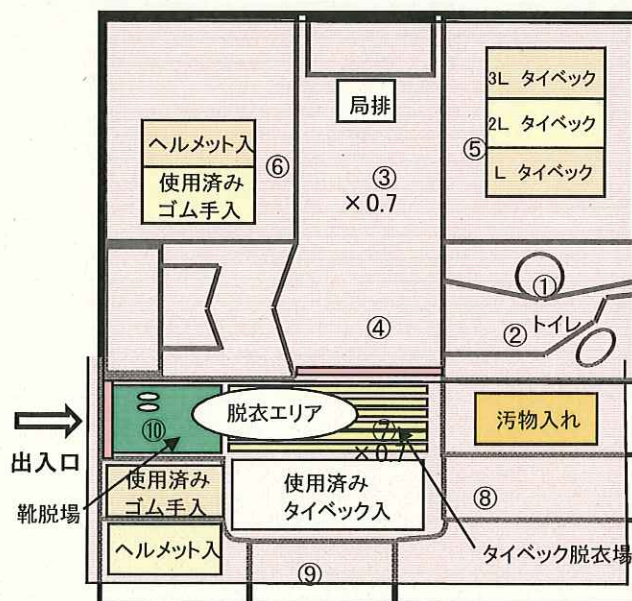 局排
3L タイベック
2L タイベック
L タイベック
⑤
ヘルメット入
使用済み
ゴム手入
⑥
③
×0.7
①
②
トイレ
④
脱衣エリア
⑩
⑦
×0.7
汚物入れ
出入口
靴脱場
使用済み
ゴム手入
ヘルメット入
使用済み
タイベック入
⑧
タイベック脱衣場
⑨